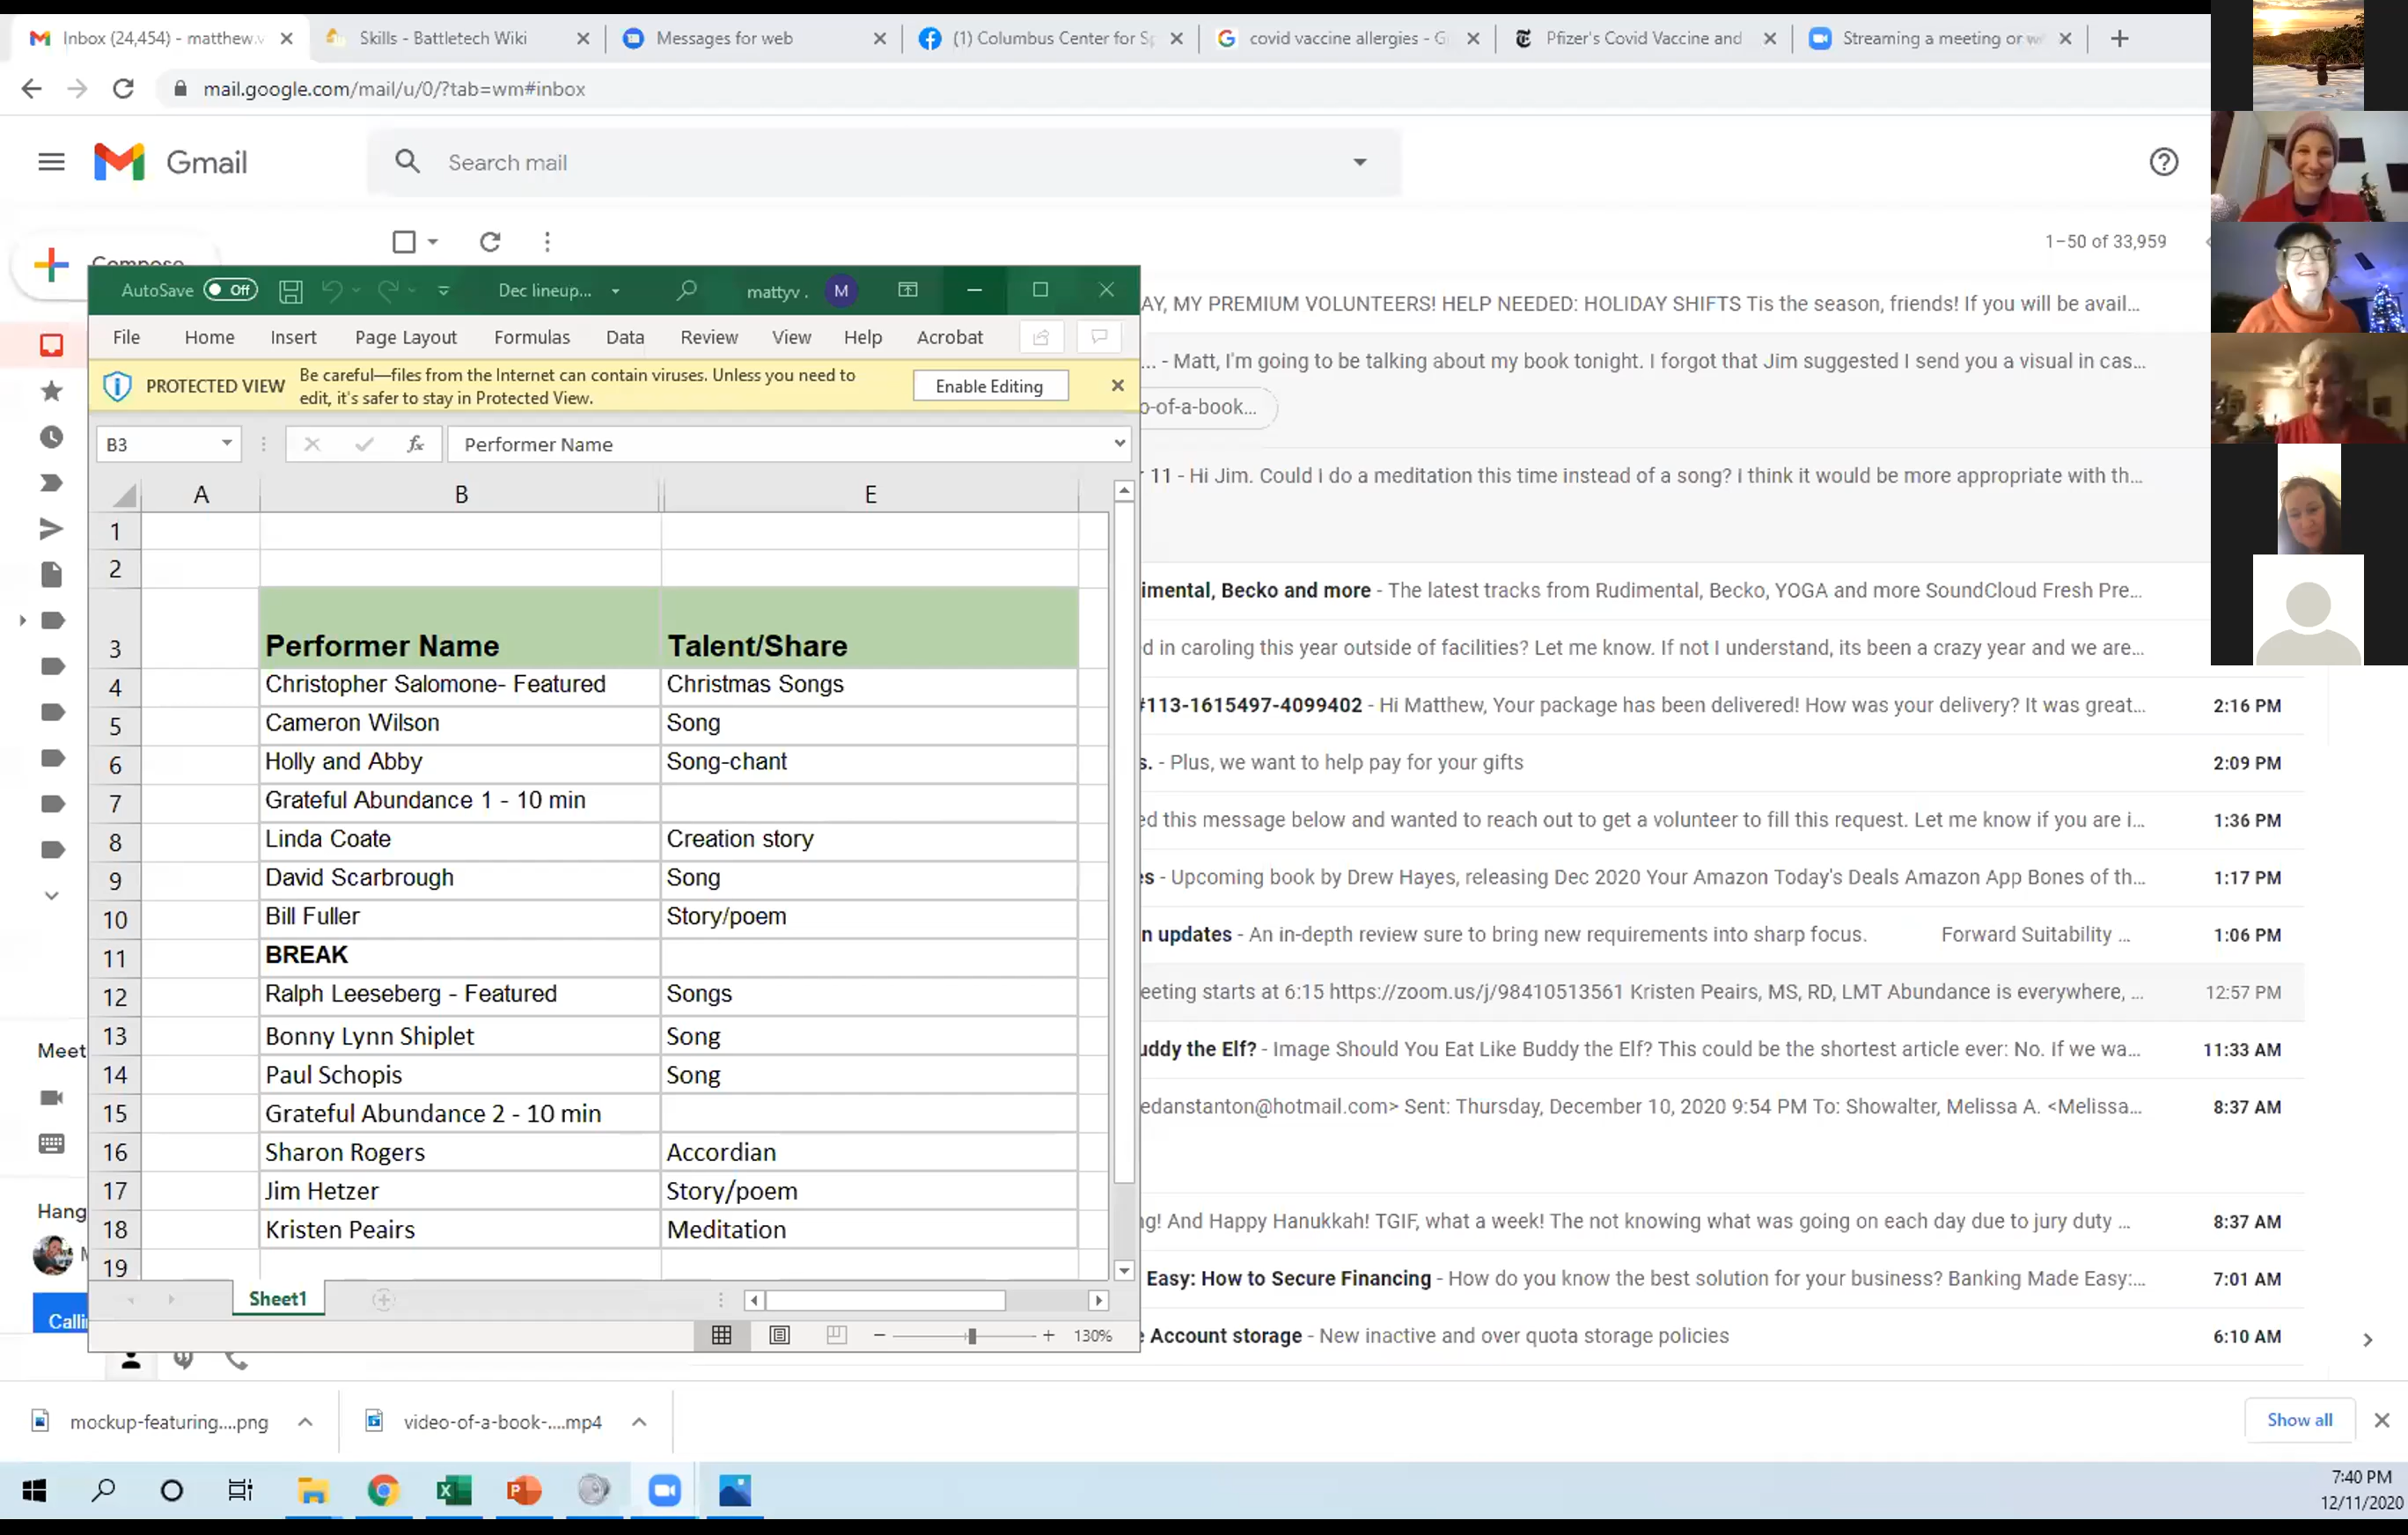 Inbox (24,454) - matthew.v
Skills - Battletech Wiki
Messages for web
(1) Columbus Center for Sp
covid vaccine allergies - G
Pfizer's Covid Vaccine and
Streaming a meeting or w
mail.google.com/mail/u/0/?tab=wm#inbox
Gmail
Search mail
1–50 of 33,959
Compose
AutoSave Off
Dec lineup...
mattyv . M
File Home Insert Page Layout Formulas Data Review View Help Acrobat
PROTECTED VIEW
Be careful—files from the Internet can contain viruses. Unless you need to
edit, it's safer to stay in Protected View.
Enable Editing
B3
fx
Performer Name
A B E
1
2
3 Performer Name Talent/Share
4 Christopher Salomone- Featured Christmas Songs
5 Cameron Wilson Song
6 Holly and Abby Song-chant
7 Grateful Abundance 1 - 10 min
8 Linda Coate Creation story
9 David Scarbrough Song
10 Bill Fuller Story/poem
11 BREAK
12 Ralph Leeseberg - Featured Songs
13 Bonny Lynn Shiplet Song
14 Paul Schopis Song
15 Grateful Abundance 2 - 10 min
16 Sharon Rogers Accordian
17 Jim Hetzer Story/poem
18 Kristen Peairs Meditation
19
Sheet1
130%
AY, MY PREMIUM VOLUNTEERS! HELP NEEDED: HOLIDAY SHIFTS Tis the season, friends! If you will be avail...
... - Matt, I'm going to be talking about my book tonight. I forgot that Jim suggested I send you a visual in cas...
o-of-a-book...
r 11 - Hi Jim. Could I do a meditation this time instead of a song? I think it would be more appropriate with th...
imental, Becko and more - The latest tracks from Rudimental, Becko, YOGA and more SoundCloud Fresh Pre...
d in caroling this year outside of facilities? Let me know. If not I understand, its been a crazy year and we are...
#113-1615497-4099402 - Hi Matthew, Your package has been delivered! How was your delivery? It was great... 2:16 PM
s. - Plus, we want to help pay for your gifts 2:09 PM
ed this message below and wanted to reach out to get a volunteer to fill this request. Let me know if you are i... 1:36 PM
es - Upcoming book by Drew Hayes, releasing Dec 2020 Your Amazon Today's Deals Amazon App Bones of th... 1:17 PM
n updates - An in-depth review sure to bring new requirements into sharp focus. Forward Suitability ... 1:06 PM
eeting starts at 6:15 https://zoom.us/j/98410513561 Kristen Peairs, MS, RD, LMT Abundance is everywhere, ... 12:57 PM
uddy the Elf? - Image Should You Eat Like Buddy the Elf? This could be the shortest article ever: No. If we wa... 11:33 AM
edanstanton@hotmail.com> Sent: Thursday, December 10, 2020 9:54 PM To: Showalter, Melissa A. <Melissa... 8:37 AM
ng! And Happy Hanukkah! TGIF, what a week! The not knowing what was going on each day due to jury duty ... 8:37 AM
Easy: How to Secure Financing - How do you know the best solution for your business? Banking Made Easy:... 7:01 AM
e Account storage - New inactive and over quota storage policies 6:10 AM
Meet
Hang
Calli
mockup-featuring....png
video-of-a-book-....mp4
Show all
7:40 PM
12/11/2020